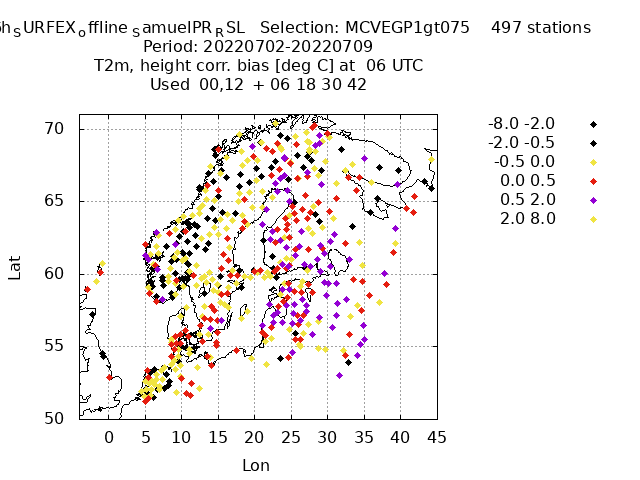 hSURFEXoffline SamuelPRRSL Selection: MCVEGP1gt075 497 stations
Period: 20220702-20220709
T2m, height corr. bias [deg C] at 06 UTC
Used 00,12 + 06 18 30 42
-8.0 -2.0
-2.0 -0.5
-0.5 0.0
0.0 0.5
0.5 2.0
2.0 8.0
70
65
60
55
50
Lat
0 5 10 15 20 25 30 35 40 45
Lon